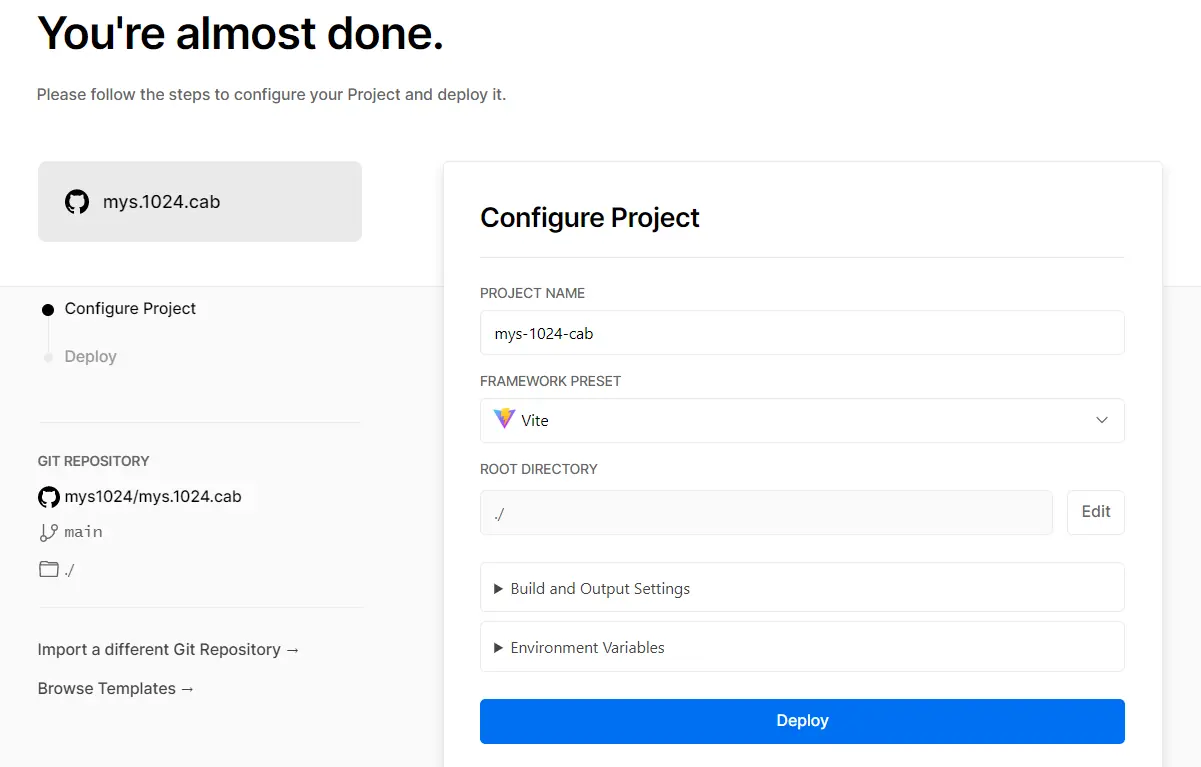 You're almost done.
Please follow the steps to configure your Project and deploy it.
mys.1024.cab
Configure Project
Deploy
GIT REPOSITORY
mys1024/mys.1024.cab
main
./
Import a different Git Repository →
Browse Templates →
Configure Project
PROJECT NAME
mys-1024-cab
FRAMEWORK PRESET
Vite
ROOT DIRECTORY
./
Edit
Build and Output Settings
Environment Variables
Deploy